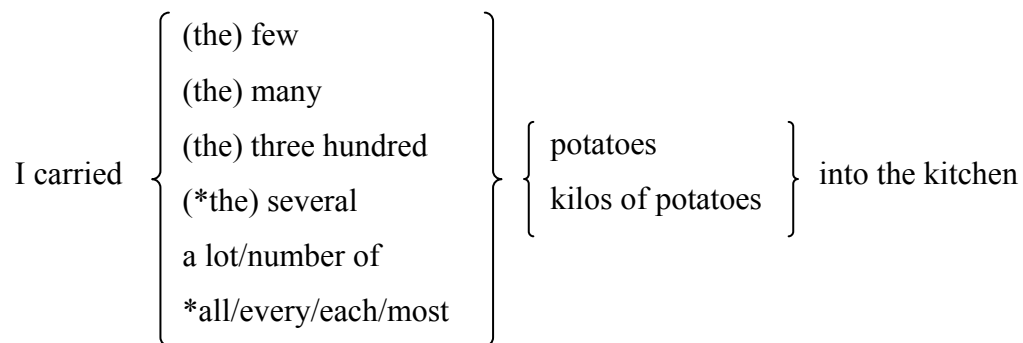 (the) few
(the) many
(the) three hundred
(*the) several
a lot/number of
*all/every/each/most
I carried
potatoes
kilos of potatoes
into the kitchen